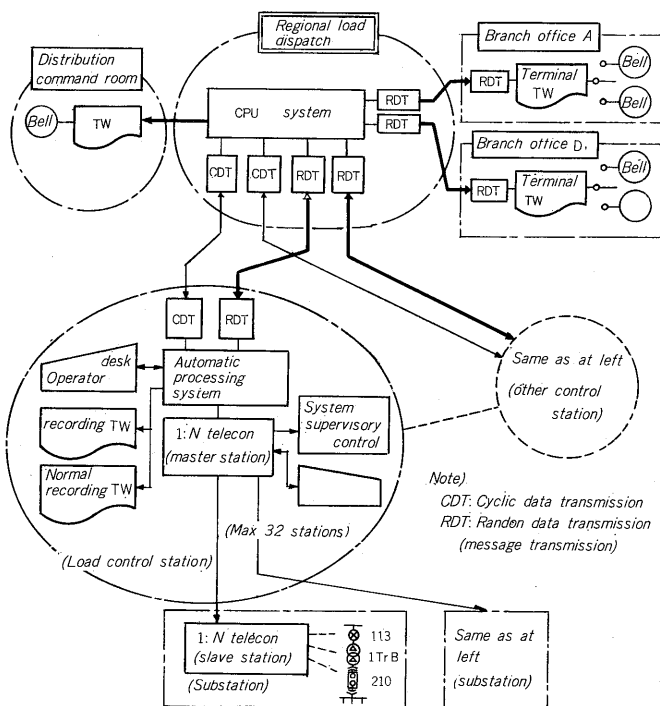 Regional load
dispatch
Distribution
command room
Bell
TW
CPU system
RDT
RDT
CDT
CDT
RDT
RDT
Branch office A
RDT
Terminal
TW
Bell
Bell
Branch office D.
RDT
Terminal
TW
Bell
CDT
RDT
desk
Operator
Automatic
processing
system
recording TW
Normal
recording TW
1:N telecon
(master station)
System
supervisory
control
(Max 32 stations)
(Load control station)
Same as at left
(other control
station)
Note)
CDT: Cyclic data transmission
RDT: Randon data transmission
(message transmission)
1:N telecon
(slave station)
(Substation)
113
1TrB
210
Same as at
left
(substation)